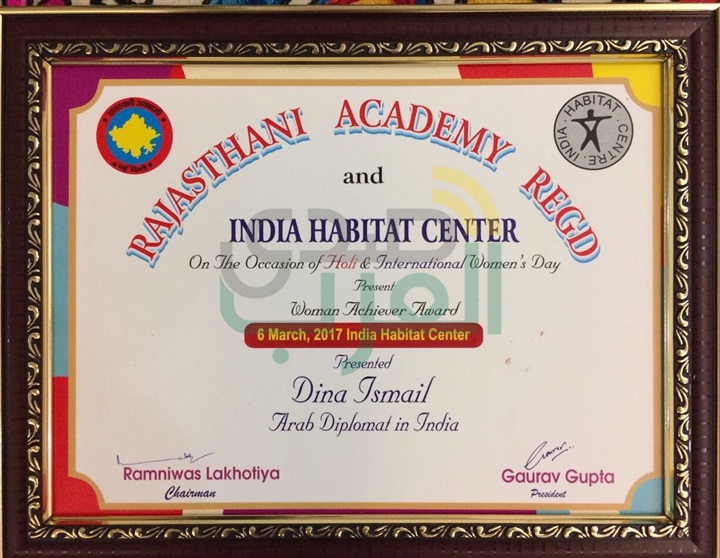 RAJASTHANI ACADEMY REGD
INDIA HABITAT CENTRE
and
INDIA HABITAT CENTER
On The Occasion of Holi & International Women's Day
Present
Woman Achiever Award
6 March, 2017 India Habitat Center
Presented
Dina Ismail
Arab Diplomat in India
Ramniwas Lakhotiya
Chairman
Gaurav Gupta
President
صدى
العرب